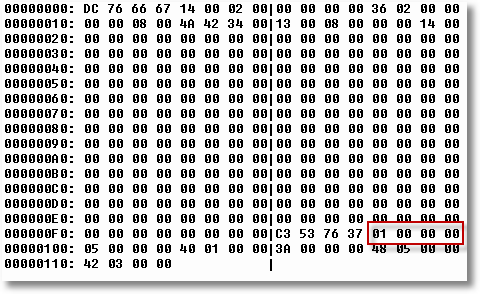 00000000: DC 76 66 67 14 00 02 00|00 00 00 00 36 02 00 00
00000010: 00 00 08 00 4A 42 34 00|13 00 08 00 00 00 14 00
00000020: 00 00 00 00 00 00 00 00|00 00 00 00 00 00 00 00
00000030: 00 00 00 00 00 00 00 00|00 00 00 00 00 00 00 00
00000040: 00 00 00 00 00 00 00 00|00 00 00 00 00 00 00 00
00000050: 00 00 00 00 00 00 00 00|00 00 00 00 00 00 00 00
00000060: 00 00 00 00 00 00 00 00|00 00 00 00 00 00 00 00
00000070: 00 00 00 00 00 00 00 00|00 00 00 00 00 00 00 00
00000080: 00 00 00 00 00 00 00 00|00 00 00 00 00 00 00 00
00000090: 00 00 00 00 00 00 00 00|00 00 00 00 00 00 00 00
000000A0: 00 00 00 00 00 00 00 00|00 00 00 00 00 00 00 00
000000B0: 00 00 00 00 00 00 00 00|00 00 00 00 00 00 00 00
000000C0: 00 00 00 00 00 00 00 00|00 00 00 00 00 00 00 00
000000D0: 00 00 00 00 00 00 00 00|00 00 00 00 00 00 00 00
000000E0: 00 00 00 00 00 00 00 00|00 00 00 00 00 00 00 00
000000F0: 00 00 00 00 00 00 00 00|C3 53 76 37 01 00 00 00
00000100: 05 00 00 00 40 01 00 00|3A 00 00 00 48 05 00 00
00000110: 42 03 00 00 |